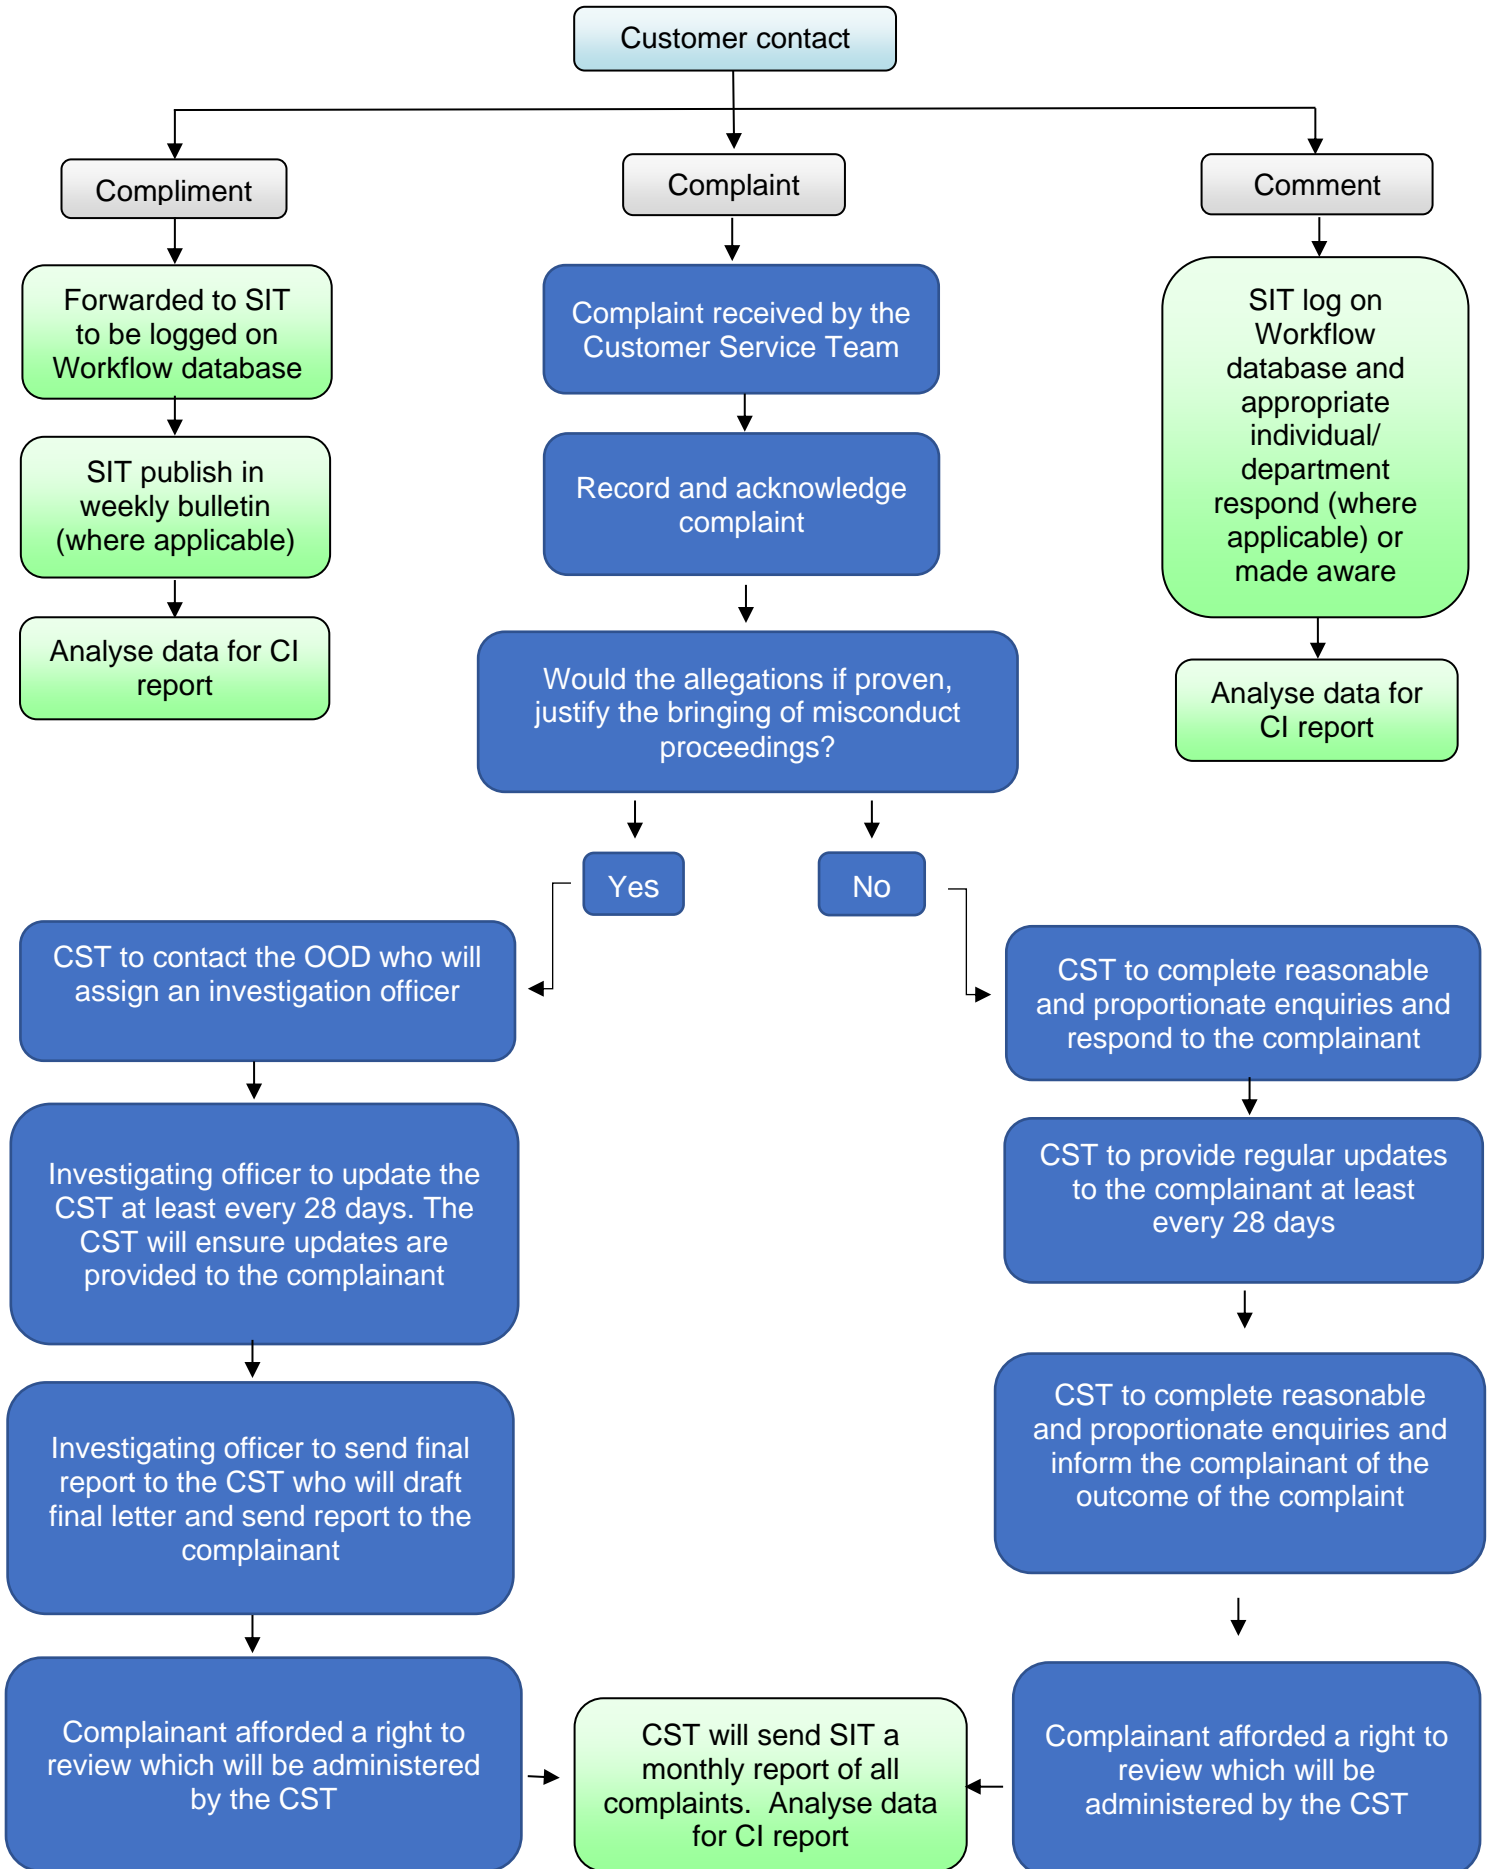 Customer contact
Compliment
Complaint
Comment
Forwarded to SIT
to be logged on
Workflow database
SIT publish in
weekly bulletin
(where applicable)
Analyse data for CI
report
Complaint received by the
Customer Service Team
Record and acknowledge
complaint
Would the allegations if proven,
justify the bringing of misconduct
proceedings?
SIT log on
Workflow
database and
appropriate
individual/
department
respond (where
applicable) or
made aware
Analyse data for
CI report
Yes
No
CST to contact the OOD who will
assign an investigation officer
Investigating officer to update the
CST at least every 28 days. The
CST will ensure updates are
provided to the complainant
Investigating officer to send final
report to the CST who will draft
final letter and send report to the
complainant
Complainant afforded a right to
review which will be administered
by the CST
CST to complete reasonable
and proportionate enquiries and
respond to the complainant
CST to provide regular updates
to the complainant at least
every 28 days
CST to complete reasonable
and proportionate enquiries and
inform the complainant of the
outcome of the complaint
Complainant afforded a right to
review which will be
administered by the CST
CST will send SIT a
monthly report of all
complaints.  Analyse data
for CI report